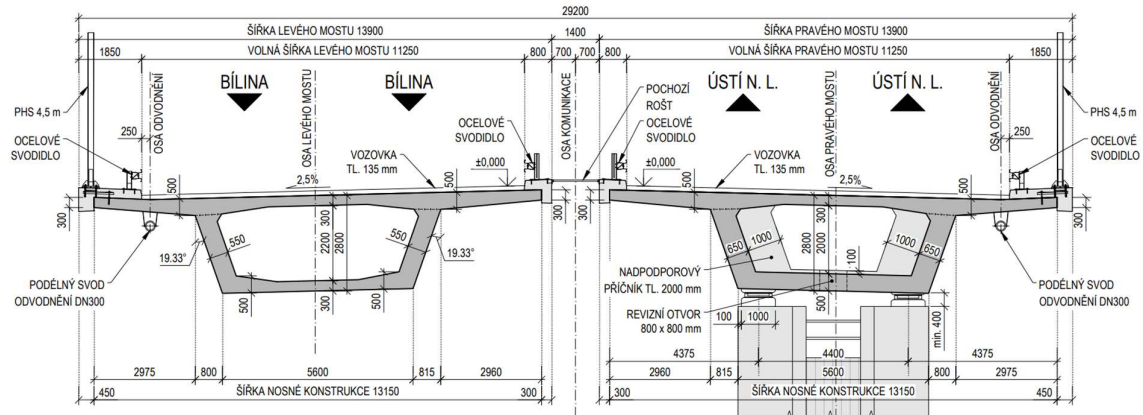 29200
ŠÍŘKA LEVÉHO MOSTU 13900
1400
ŠÍŘKA PRAVÉHO MOSTU 13900
1850
VOLNÁ ŠÍŘKA LEVÉHO MOSTU 11250
800
700
700
800
VOLNÁ ŠÍŘKA PRAVÉHO MOSTU 11250
1850
BÍLINA
BÍLINA
ÚSTÍ N. L.
ÚSTÍ N. L.
PHS 4,5 m
OSA ODVODNĚNÍ
OSA LEVÉHO MOSTU
OSA KOMUNIKACE
POCHOZÍ
ROŠT
OSA PRAVÉHO MOSTU
OSA ODVODNĚNÍ
PHS 4,5 m
250
OCELOVÉ
SVODIDLO
OCELOVÉ
SVODIDLO
OCELOVÉ
SVODIDLO
250
OCELOVÉ
SVODIDLO
VOZOVKA
TL. 135 mm
±0,000
±0,000
VOZOVKA
TL. 135 mm
500
2,5%
500
500
2,5%
500
300
300
300
300
300
300
19.33°
550
2200
2800
550
19.33°
650
1000
2800
2000
100
1000
650
PODÉLNÝ SVOD
ODVODNĚNÍ DN300
500
300
500
NADPODPOROVÝ
PŘÍČNÍK TL. 2000 mm
REVIZNÍ OTVOR
800 x 800 mm
500
100
1000
min. 400
PODÉLNÝ SVOD
ODVODNĚNÍ DN300
4375
4400
4375
2975
800
5600
815
2960
2960
815
5600
800
2975
450
ŠÍŘKA NOSNÉ KONSTRUKCE 13150
300
300
ŠÍŘKA NOSNÉ KONSTRUKCE 13150
450